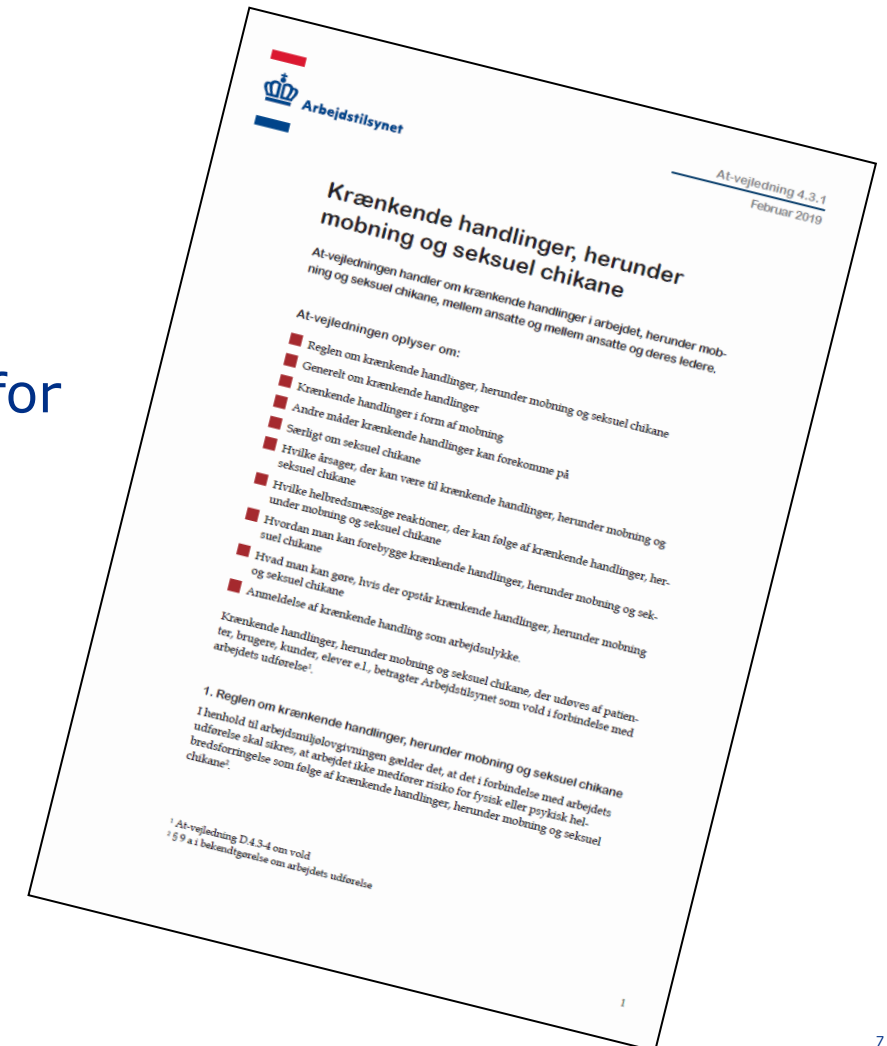 for
Arbejdstilsynet
At-vejledning 4.3.1
Februar 2019
Krænkende handlinger, herunder
mobning og seksuel chikane
At-vejledningen handler om krænkende handlinger i arbejdet, herunder mob-
ning og seksuel chikane, mellem ansatte og mellem ansatte og deres ledere.
At-vejledningen oplyser om:
Reglen om krænkende handlinger, herunder mobning og seksuel chikane
Generelt om krænkende handlinger
Krænkende handlinger i form af mobning
Andre måder krænkende handlinger kan forekomme på
Særligt om seksuel chikane
Hvilke årsager, der kan være til krænkende handlinger, herunder mobning og
seksuel chikane
Hvilke helbredsmæssige reaktioner, der kan følge af krænkende handlinger, her-
under mobning og seksuel chikane
Hvordan man kan forebygge krænkende handlinger, herunder mobning og sek-
suel chikane
Hvad man kan gøre, hvis der opstår krænkende handlinger, herunder mobning
og seksuel chikane
Anmeldelse af krænkende handling som arbejdsulykke.
Krænkende handlinger, herunder mobning og seksuel chikane, der udøves af patien-
ter, brugere, kunder, elever e.l., betragter Arbejdstilsynet som vold i forbindelse med
arbejdets udførelse¹.
1. Reglen om krænkende handlinger, herunder mobning og seksuel chikane
I henhold til arbejdsmiljølovgivningen gælder det, at det i forbindelse med arbejdets
udførelse skal sikres, at arbejdet ikke medfører risiko for fysisk eller psykisk hel-
bredsforringelse som følge af krænkende handlinger, herunder mobning og seksuel
chikane².
¹ At-vejledning D.4.3-4 om vold
² § 9 a i bekendtgørelse om arbejdets udførelse
1
7